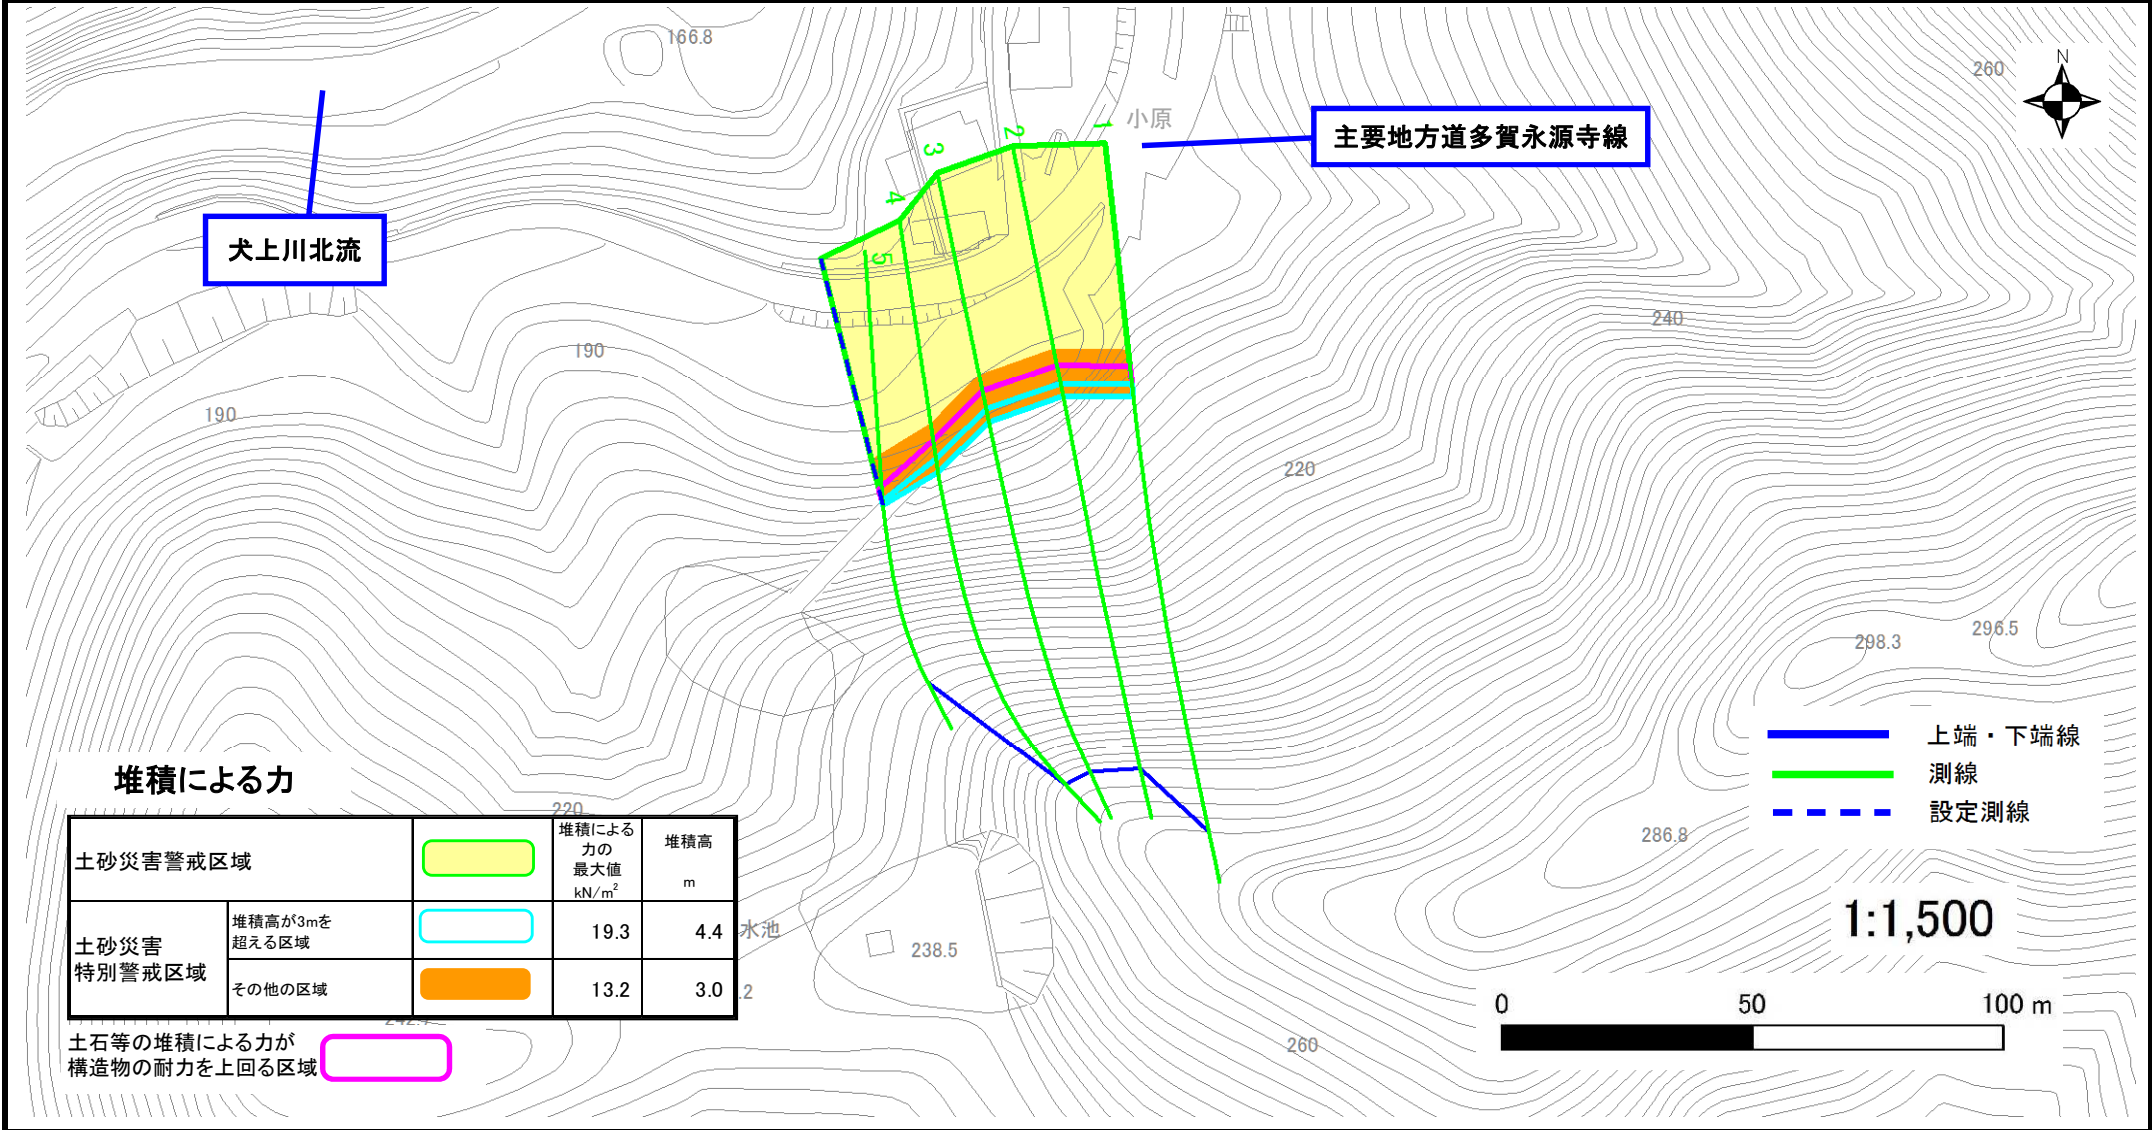 166.8
260
N
小原
1
2
3
4
5
主要地方道多賀永源寺線
犬上川北流
190
190
240
220
298.3
296.5
286.8
220
238.5
水池
.2
242.7
260
上端・下端線
測線
設定測線
1:1,500
0 50 100 m
堆積による力
土砂災害警戒区域
堆積による
力の
最大値
kN/m²
堆積高
m
土砂災害
特別警戒区域
堆積高が3mを
超える区域
19.3 4.4
その他の区域
13.2 3.0
土石等の堆積による力が
構造物の耐力を上回る区域